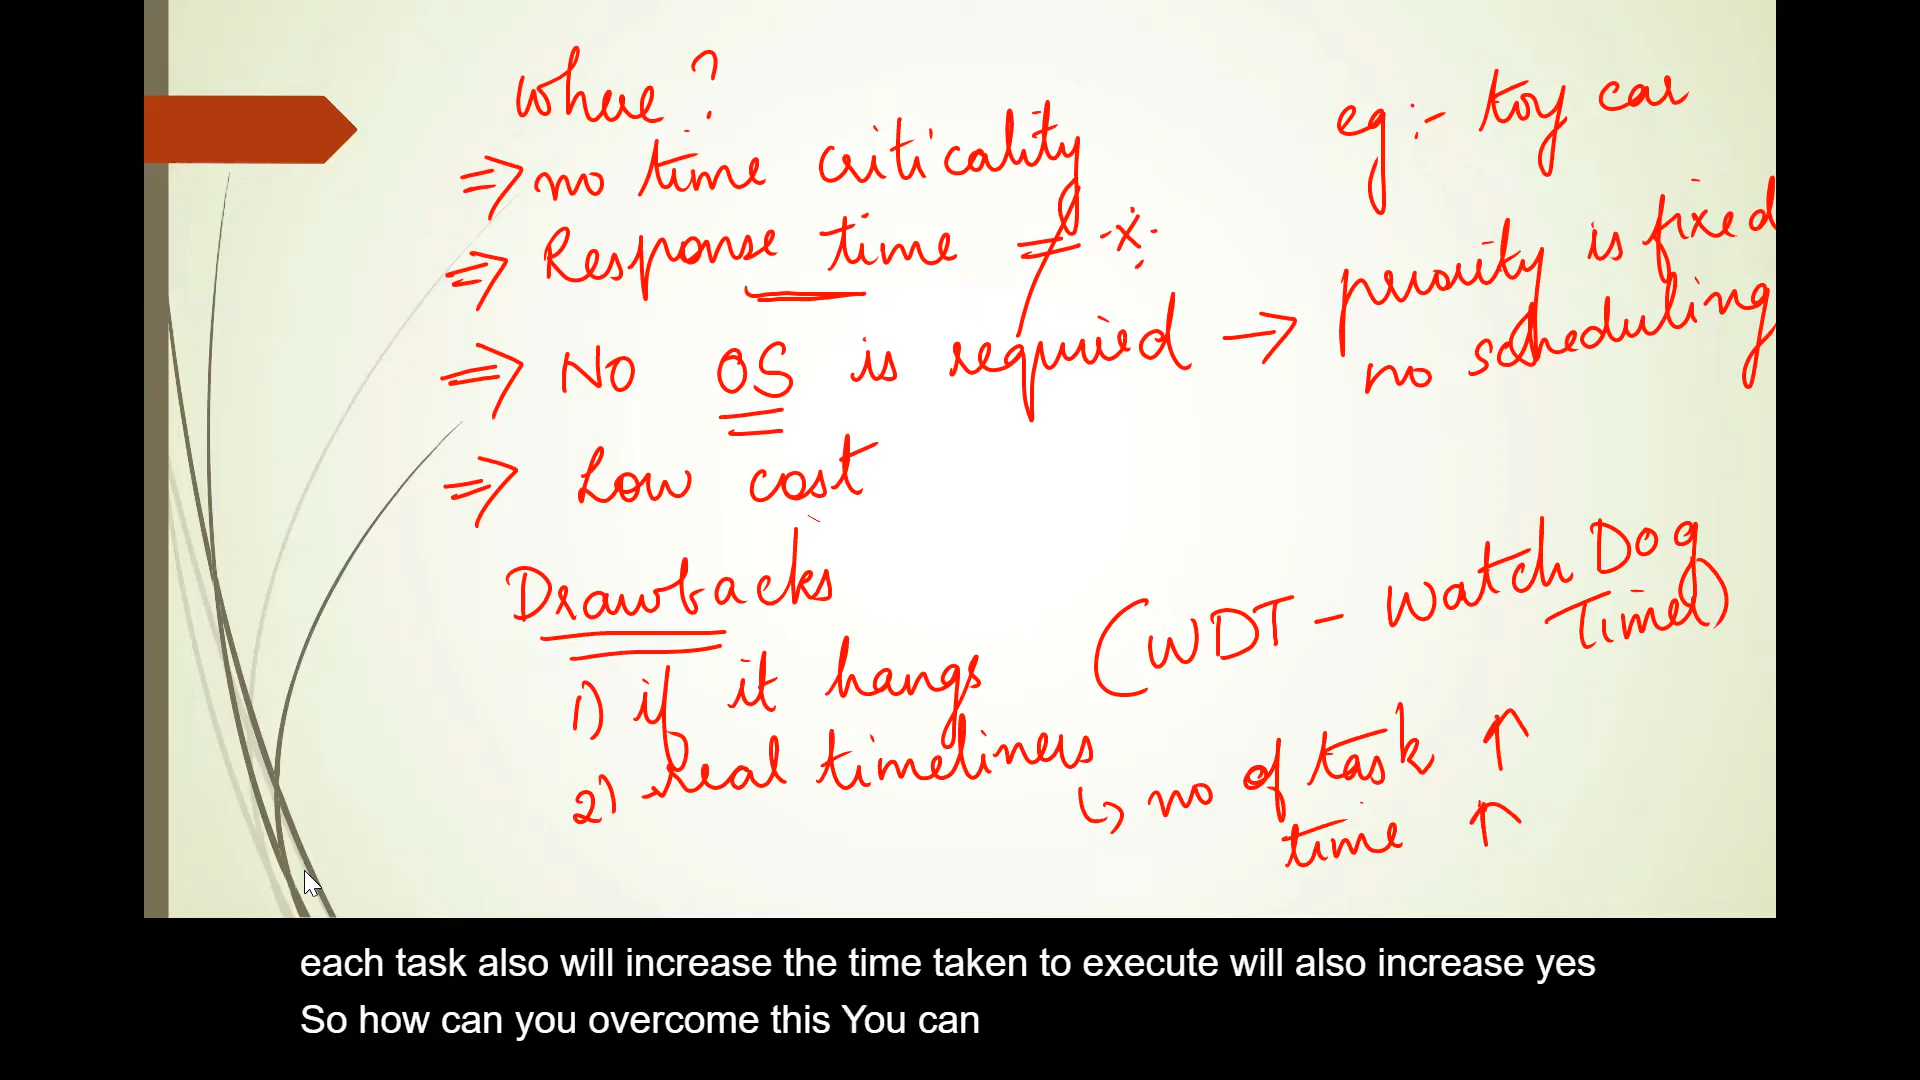 where?
⇒ no time criticality
eg :- toy car
⇒ Response time = -x-
⇒ No OS is required → priority is fixed
no scheduling
⇒ Low cost
Drawbacks
1) if it hangs (WDT - Watch Dog
Timer)
2) real timeliners
↳ no of task ↑
time ↑
each task also will increase the time taken to execute will also increase yes
So how can you overcome this You can